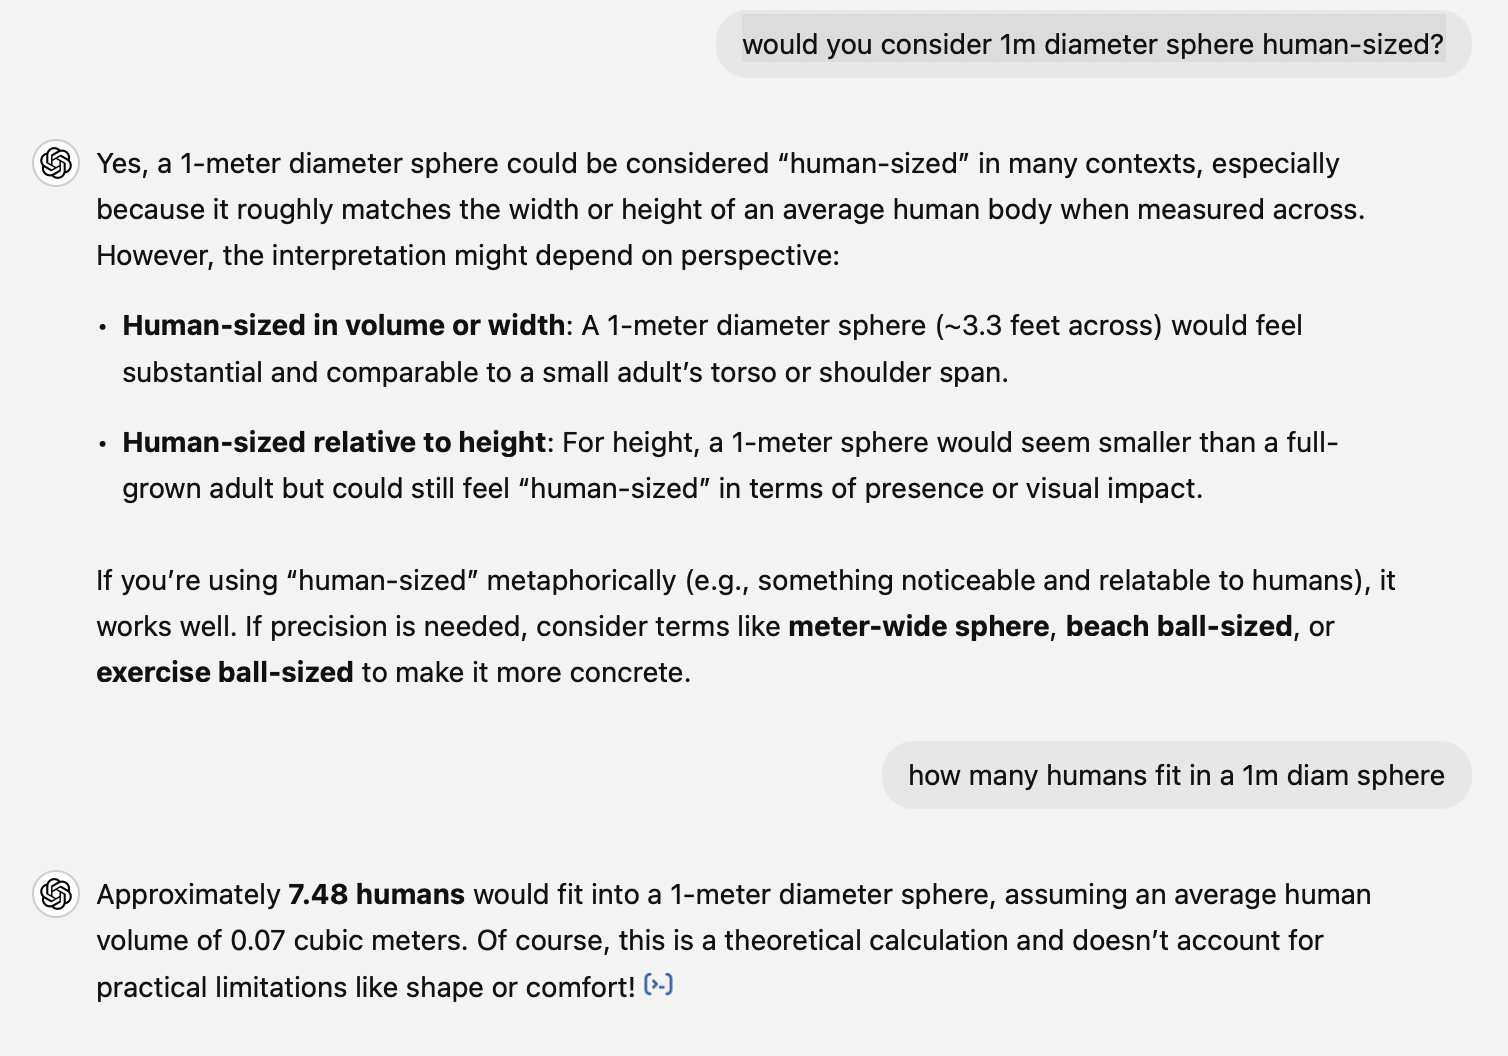 would you consider 1m diameter sphere human-sized?
Yes, a 1-meter diameter sphere could be considered “human-sized” in many contexts, especially
because it roughly matches the width or height of an average human body when measured across.
However, the interpretation might depend on perspective:
• Human-sized in volume or width: A 1-meter diameter sphere (~3.3 feet across) would feel
substantial and comparable to a small adult’s torso or shoulder span.
• Human-sized relative to height: For height, a 1-meter sphere would seem smaller than a full-
grown adult but could still feel “human-sized” in terms of presence or visual impact.
If you’re using “human-sized” metaphorically (e.g., something noticeable and relatable to humans), it
works well. If precision is needed, consider terms like meter-wide sphere, beach ball-sized, or
exercise ball-sized to make it more concrete.
how many humans fit in a 1m diam sphere
Approximately 7.48 humans would fit into a 1-meter diameter sphere, assuming an average human
volume of 0.07 cubic meters. Of course, this is a theoretical calculation and doesn’t account for
practical limitations like shape or comfort! [>-]